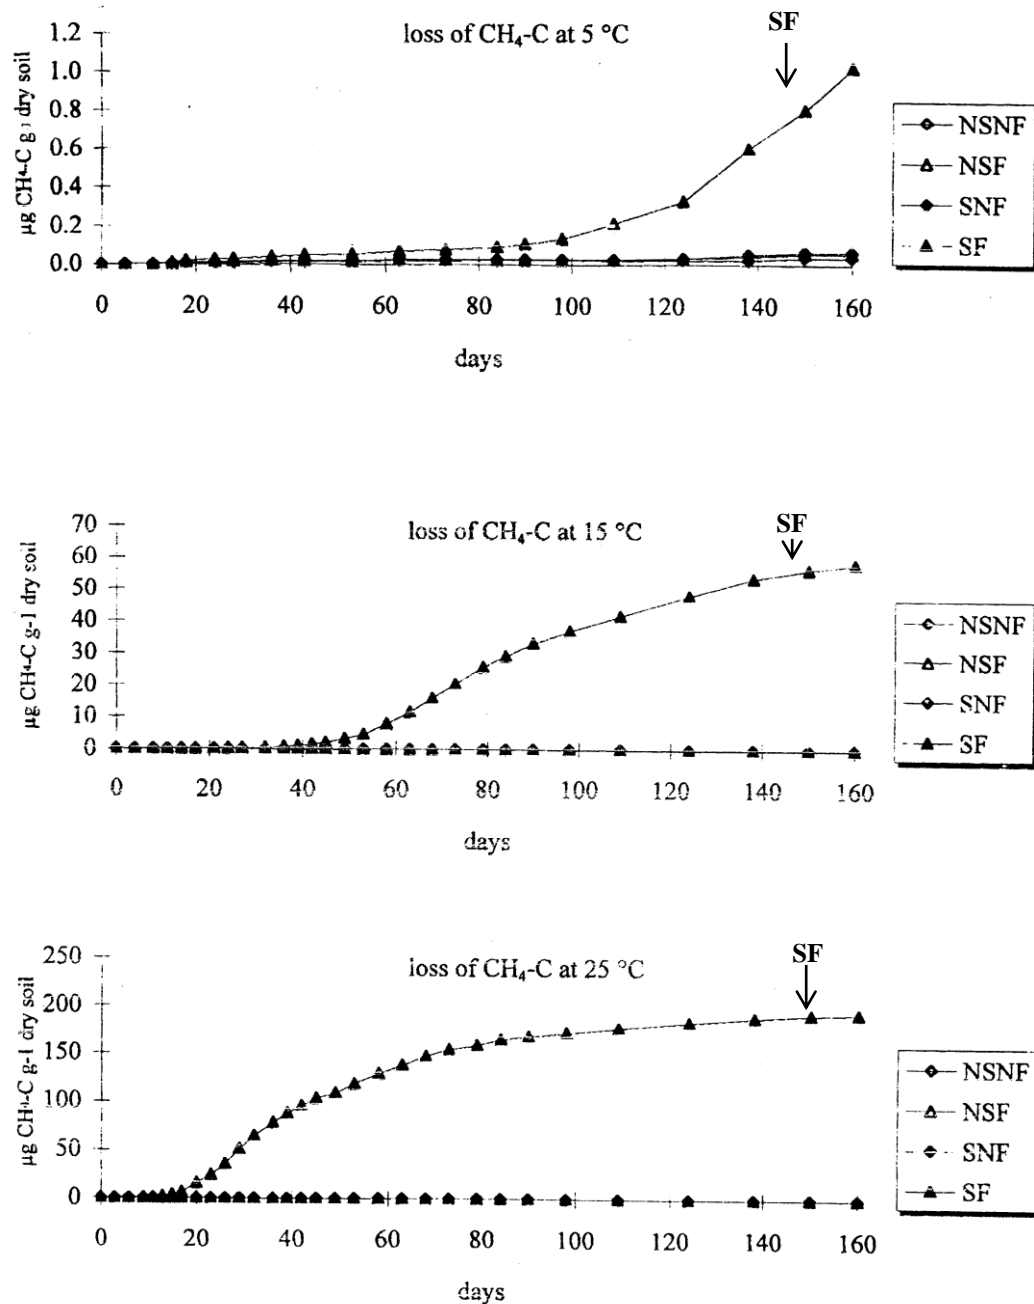 loss of CH₄-C at 5 °C
SF
µg CH⁴-C g-1 dry soil
1.2
1.0
0.8
0.6
0.4
0.2
0.0
0 20 40 60 80 100 120 140 160
days
NSNF
NSF
SNF
SF
loss of CH₄-C at 15 °C
SF
µg CH⁴-C g-1 dry soil
70
60
50
40
30
20
10
0
0 20 40 60 80 100 120 140 160
days
NSNF
NSF
SNF
SF
loss of CH₄-C at 25 °C
SF
µg CH⁴-C g-1 dry soil
250
200
150
100
50
0
0 20 40 60 80 100 120 140 160
days
NSNF
NSF
SNF
SF